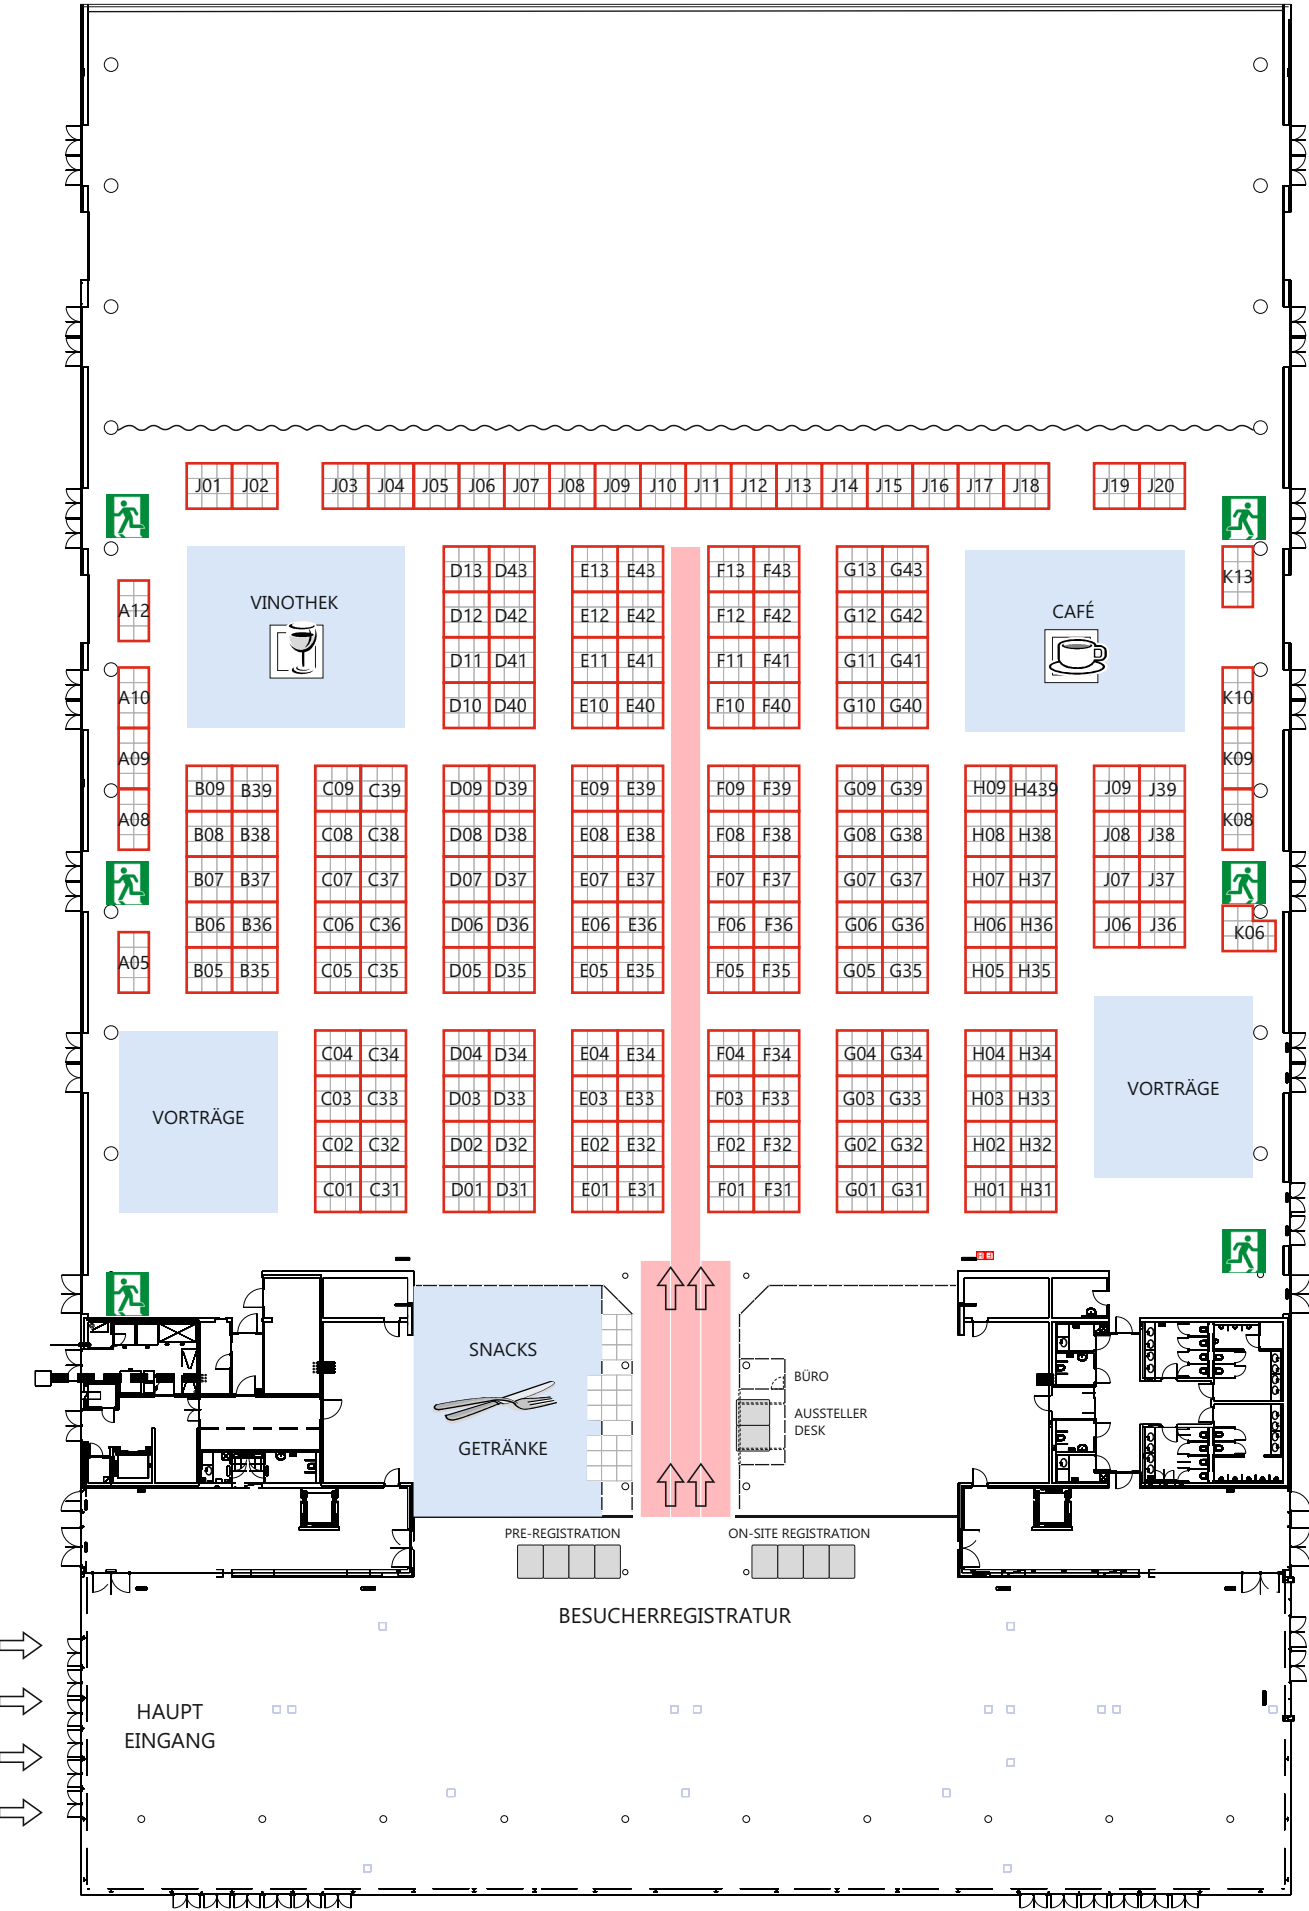 J01 J02 J03 J04 J05 J06 J07 J08 J09 J10 J11 J12 J13 J14 J15 J16 J17 J18 J19 J20
D13 D43 E13 E43 F13 F43 G13 G43 K13
VINOTHEK
CAFÉ
A12 D12 D42 E12 E42 F12 F42 G12 G42
D11 D41 E11 E41 F11 F41 G11 G41
A10 D10 D40 E10 E40 F10 F40 G10 G40 K10
A09 K09
B09 B39 C09 C39 D09 D39 E09 E39 F09 F39 G09 G39 H09 H439 J09 J39
A08 K08
B08 B38 C08 C38 D08 D38 E08 E38 F08 F38 G08 G38 H08 H38 J08 J38
B07 B37 C07 C37 D07 D37 E07 E37 F07 F37 G07 G37 H07 H37 J07 J37
B06 B36 C06 C36 D06 D36 E06 E36 F06 F36 G06 G36 H06 H36 J06 J36 K06
A05 B05 B35 C05 C35 D05 D35 E05 E35 F05 F35 G05 G35 H05 H35
C04 C34 D04 D34 E04 E34 F04 F34 G04 G34 H04 H34
VORTRÄGE
C03 C33 D03 D33 E03 E33 F03 F33 G03 G33 H03 H33
VORTRÄGE
C02 C32 D02 D32 E02 E32 F02 F32 G02 G32 H02 H32
C01 C31 D01 D31 E01 E31 F01 F31 G01 G31 H01 H31
SNACKS
GETRÄNKE
BÜRO
AUSSTELLER
DESK
PRE-REGISTRATION
ON-SITE REGISTRATION
BESUCHERREGISTRATUR
HAUPT
EINGANG